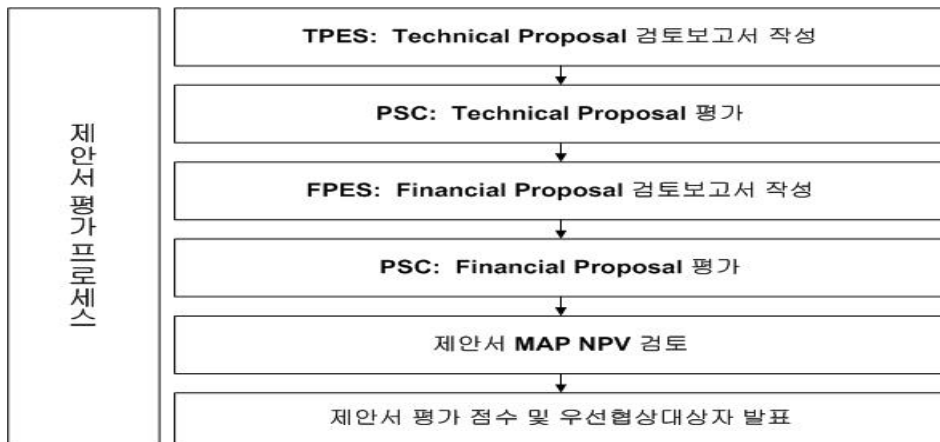 제안서 평가 프로세스
TPES: Technical Proposal 검토보고서 작성
PSC: Technical Proposal 평가
FPES: Financial Proposal 검토보고서 작성
PSC: Financial Proposal 평가
제안서 MAP NPV 검토
제안서 평가 점수 및 우선협상대상자 발표